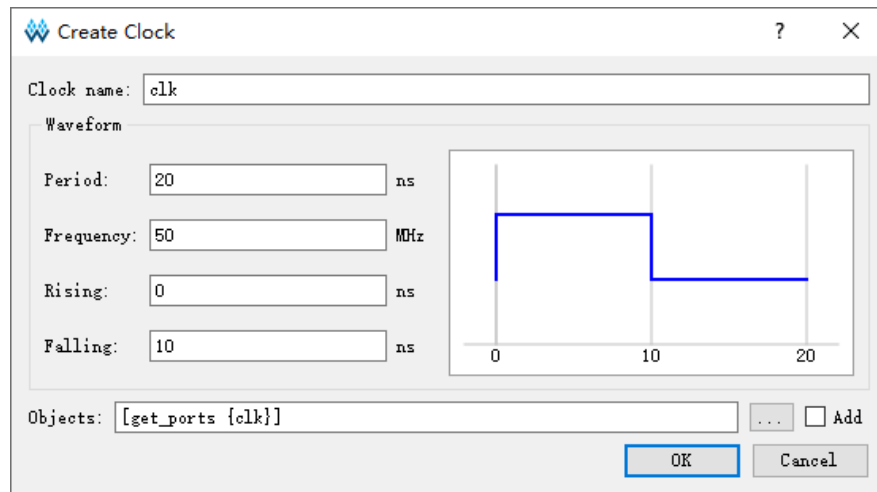 Create Clock
?
Clock name: clk
Waveform
Period: 20 ns
Frequency: 50 MHz
Rising: 0 ns
Falling: 10 ns
0 10 20
Objects: [get_ports {clk}] ... Add
OK Cancel